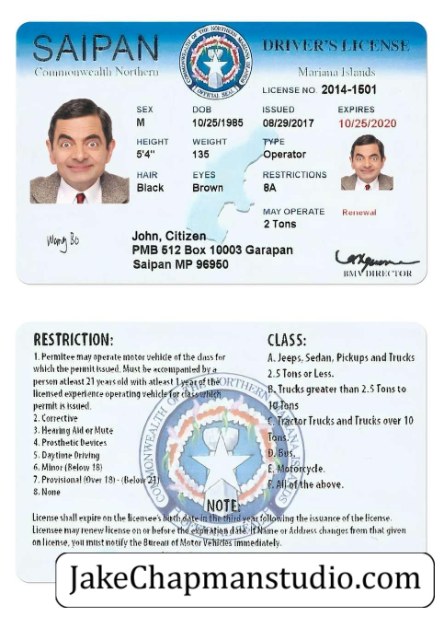 SAIPAN
DRIVER'S LICENSE
Commonwealth Northern
Mariana Islands
LICENSE NO. 2014-1501
SEX DOB ISSUED EXPIRES
M 10/25/1985 08/29/2017 10/25/2020
HEIGHT WEIGHT TYPE
5'4" 135 Operator
HAIR EYES RESTRICTIONS
Black Brown 8A
MAY OPERATE Renewal
2 Tons
Wong Bo
John, Citizen
PMB 512 Box 10003 Garapan
Saipan MP 96950
BMV DIRECTOR
RESTRICTION:
1. Permitee may operate motor vehicle of the class for
which the permit issued. Must be accompanied by a
person atleast 21 years old with atleast 1 year of the
licensed experience operating vehicle for class which
permit is issued.
2. Corrective
3. Hearing Aid or Mute
4. Prosthetic Devices
5. Daytime Driving
6. Minor (Below 18)
7. Provisional (Over 18) - (Below 21)
8. None
CLASS:
A. Jeeps, Sedan, Pickups and Trucks
2.5 Tons or Less.
B. Trucks greater than 2.5 Tons to
10 Tons
C. Tractor Trucks and Trucks over 10
Tons.
D. Bus.
E. Motorcycle.
F. All of the above.
NOTE:
License shall expire on the licensee's birth date in the third year following the issuance of the license.
Licensee may renew license on or before the expiration date. If Name or Address changes from that given
on license, you must notify the Bureau of Motor Vehicles immediately.
JakeChapmanstudio.com